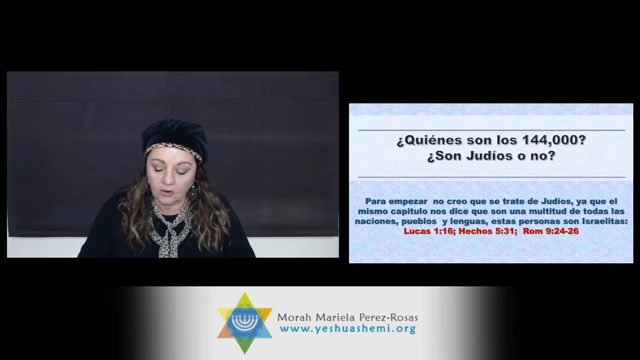 ¿Quiénes son los 144,000?
¿Son Judíos o no?
Para empezar no creo que se trate de Judíos, ya que el
mismo capitulo nos dice que son una multitud de todas las
naciones, pueblos y lenguas, estas personas son Israelitas:
Lucas 1:16; Hechos 5:31; Rom 9:24-26
Morah Mariela Perez-Rosas
www.yeshuashemi.org